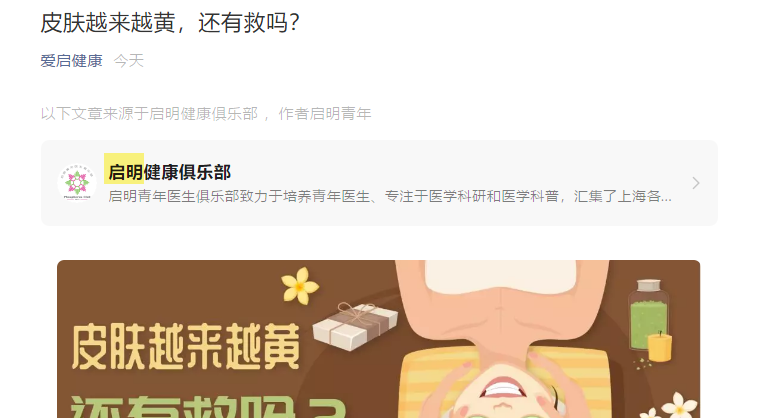 皮肤越来越黄，还有救吗？
爱启健康 今天
以下文章来源于启明健康俱乐部 ，作者启明青年
启明健康俱乐部
启明青年医生俱乐部致力于培养青年医生、专注于医学科研和医学科普，汇集了上海各...
皮肤越来越黄
还有救吗？